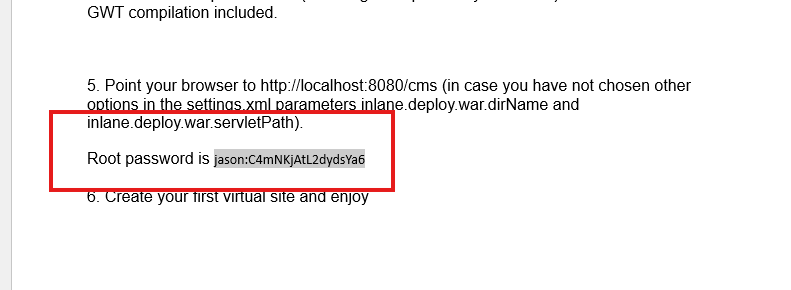 GWT compilation included.
5. Point your browser to http://localhost:8080/cms (in case you have not chosen other
options in the settings.xml parameters inlane.deploy.war.dirName and
inlane.deploy.war.servletPath).
Root password is jason:C4mNKjAtL2dydsYa6
6. Create your first virtual site and enjoy